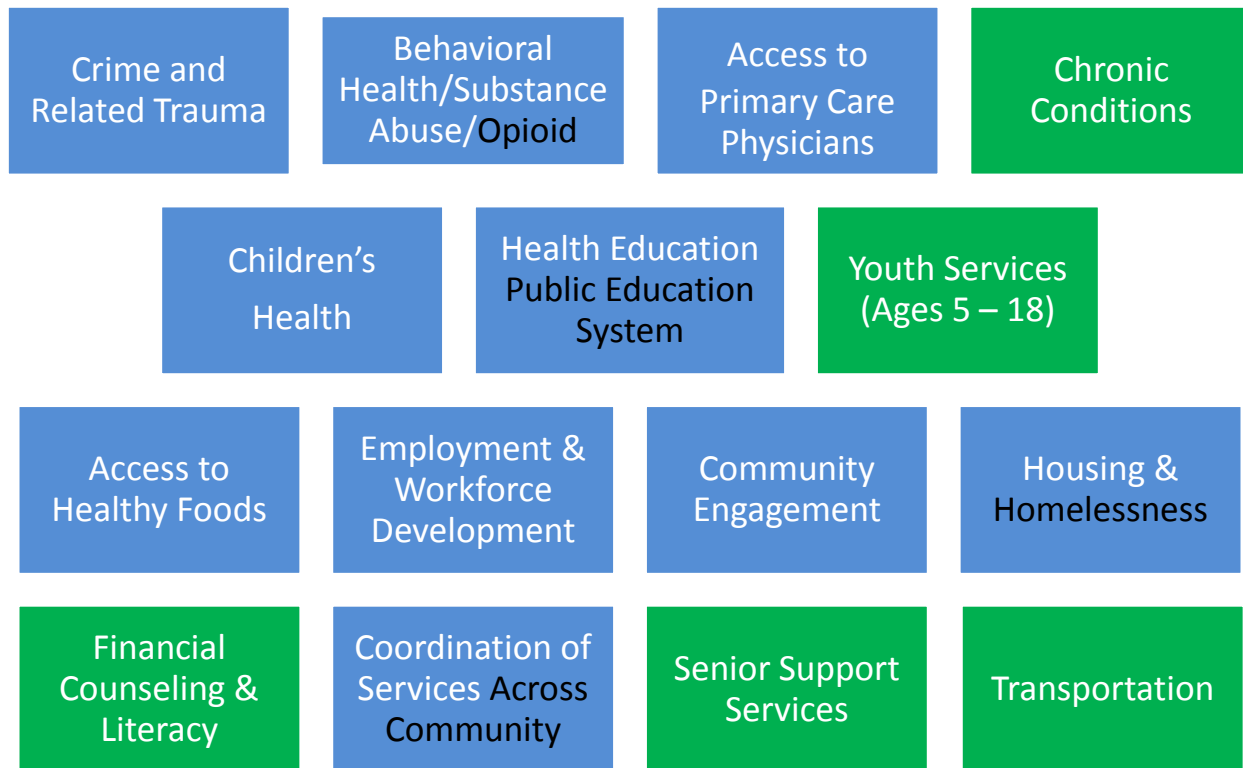 Crime and
Related Trauma
Behavioral
Health/Substance
Abuse/Opioid
Access to
Primary Care
Physicians
Chronic
Conditions
Children’s
Health
Health Education
Public Education
System
Youth Services
(Ages 5 – 18)
Access to
Healthy Foods
Employment &
Workforce
Development
Community
Engagement
Housing &
Homelessness
Financial
Counseling &
Literacy
Coordination of
Services Across
Community
Senior Support
Services
Transportation